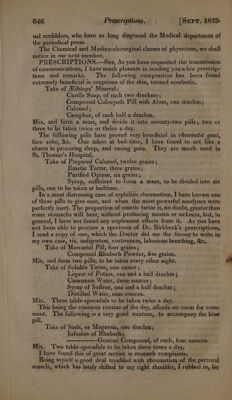 646 Prescriptions. [SEPT. 1823.
nal scribblers, who have so long disgraced the Medical department of
the periodical press.
The Chemical and Medico-chirurgical classes of physicians, we shall
notice in our next number.
PRESCRIPTIONS.—Sir, As you have requested the transmission
of communications, I have much pleasure in sending you a few prescrip-
tions and remarks. The following composition has been found
extremely beneficial in eruptions of the skin, termed scorbutic.
Take of Æthiops' Mineral;
Castile Soap, of each two drachms;
Compound Colocynth Pill with Aloes, one drachm;
Calomel;
Camphor, of each half a drachm.
Mix, and form a mass, and divide it into seventy-two pills; two or
three to be taken twice or thrice a day.
The following pills have proved very beneficial in rheumatic gout,
face ache, &c. One taken at bed-time, I have found to act like a
charm in procuring sleep, and easing pain. They are much used in
St. Thomas's Hospital.
Take of Prepared Calomel, twelve grains;
Emetic Tartar, three grains;
Purified Opium, six grains;
Syrup, sufficient to form a mass, to be divided into six
pills, one to be taken at bedtime.
In a most distressing case of syphilitic rheumatism, I have known one
of these pills to give ease, and when the most powerful anodynes were
perfectly inert. The proportion of emetic tartar is, no doubt, greater than
some stomachs will bear, without producing nausea or sickness, but, in
general, I have not found any unpleasant effects from it. As you have
not been able to procure a specimen of Dr. Birkbeck's prescriptions,
I send a copy of one, which the Doctor did me the favour to write in
my own case, viz. indigestion, costiveness, laborious breathing, &c.
Take of Mercurial Pill, four grains;
Compound Rhubarb Powder, five grains.
Mix, and form two pills, to be taken every other night.
Take of Soluble Tartar, one ounce;
Liquor of Potass, one and a half drachm;
Cinnamon Water, three ounces;
Syrup of Saffron, one and a half drachm;
Distilled Water, nine ounces.
Mix. Three table-spoonfuls to be taken twice a day.
This being the common routine of the day, affords no room for com-
ment. The following is a very good mixture, to accompany the blue
pill.
Take of Soda, or Magnesia, one drachm;
Infusion of Rhubarb;
Gentian Compound, of each, four ounces.
Mix. Two table-spoonfuls to be taken three times a day.
I have found this of great service in stomach complaints.
Being myself a good deal troubled with rheumatism of the pectoral
muscle, which has lately shifted to my right shoulder, I rubbed in, for